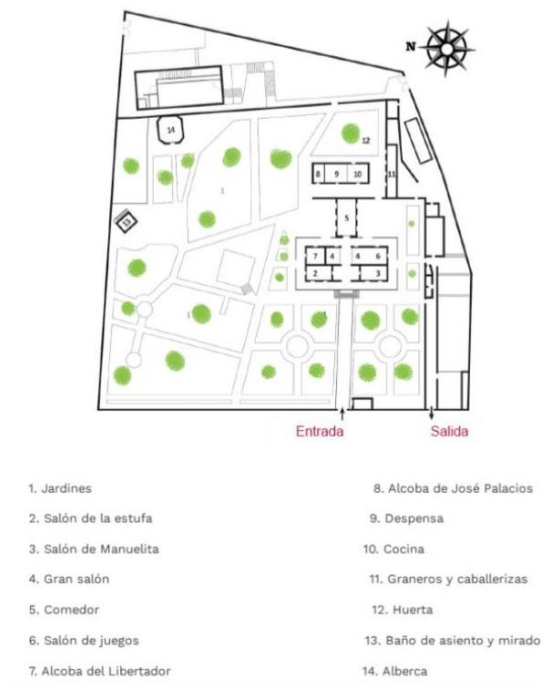 N
14
12
8 9 10
11
1
13
5
7 4 4 6
2 3
1
1
Entrada
Salida
1. Jardines
2. Salón de la estufa
3. Salón de Manuelita
4. Gran salón
5. Comedor
6. Salón de juegos
7. Alcoba del Libertador
8. Alcoba de José Palacios
9. Despensa
10. Cocina
11. Graneros y caballerizas
12. Huerta
13. Baño de asiento y mirado
14. Alberca